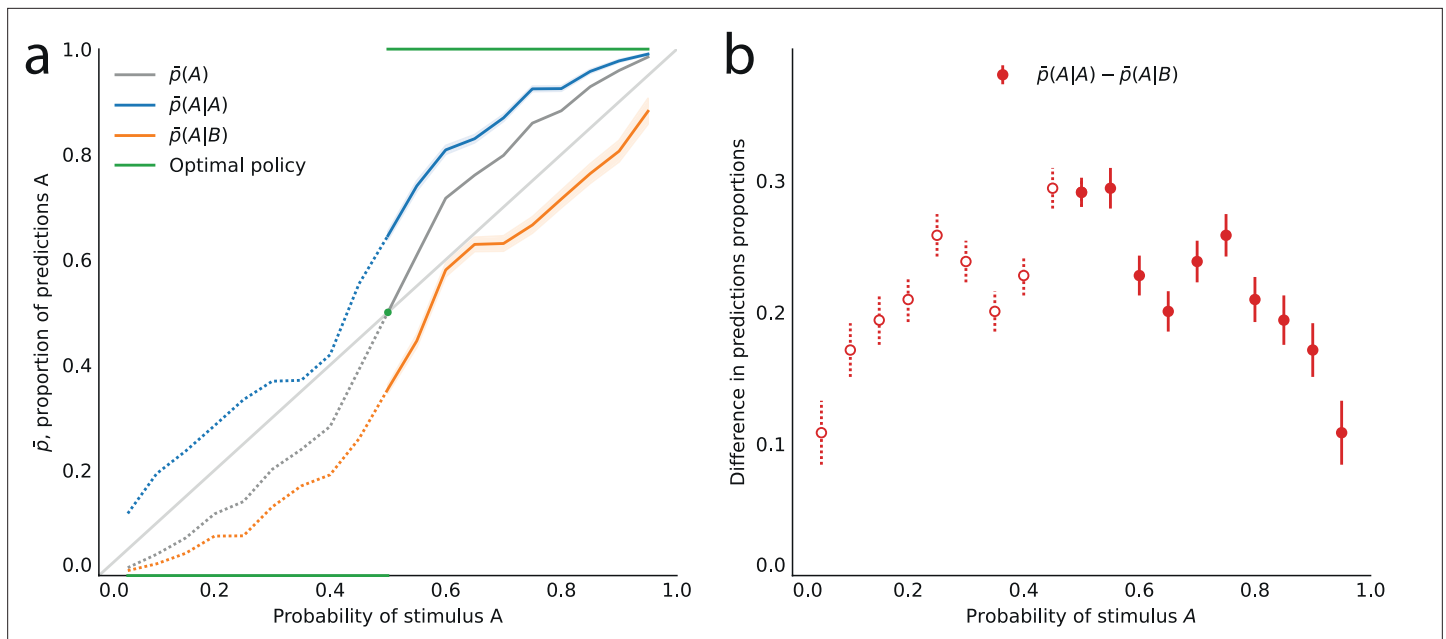 a
p̄, proportion of predictions A
1.0
0.8
0.6
0.4
0.2
0.0
p̄(A)
p̄(A|A)
p̄(A|B)
Optimal policy
0.0 0.2 0.4 0.6 0.8 1.0
Probability of stimulus A
b
Difference in predictions proportions
0.3
0.2
0.1
0.0
p̄(A|A) − p̄(A|B)
0.0 0.2 0.4 0.6 0.8 1.0
Probability of stimulus A